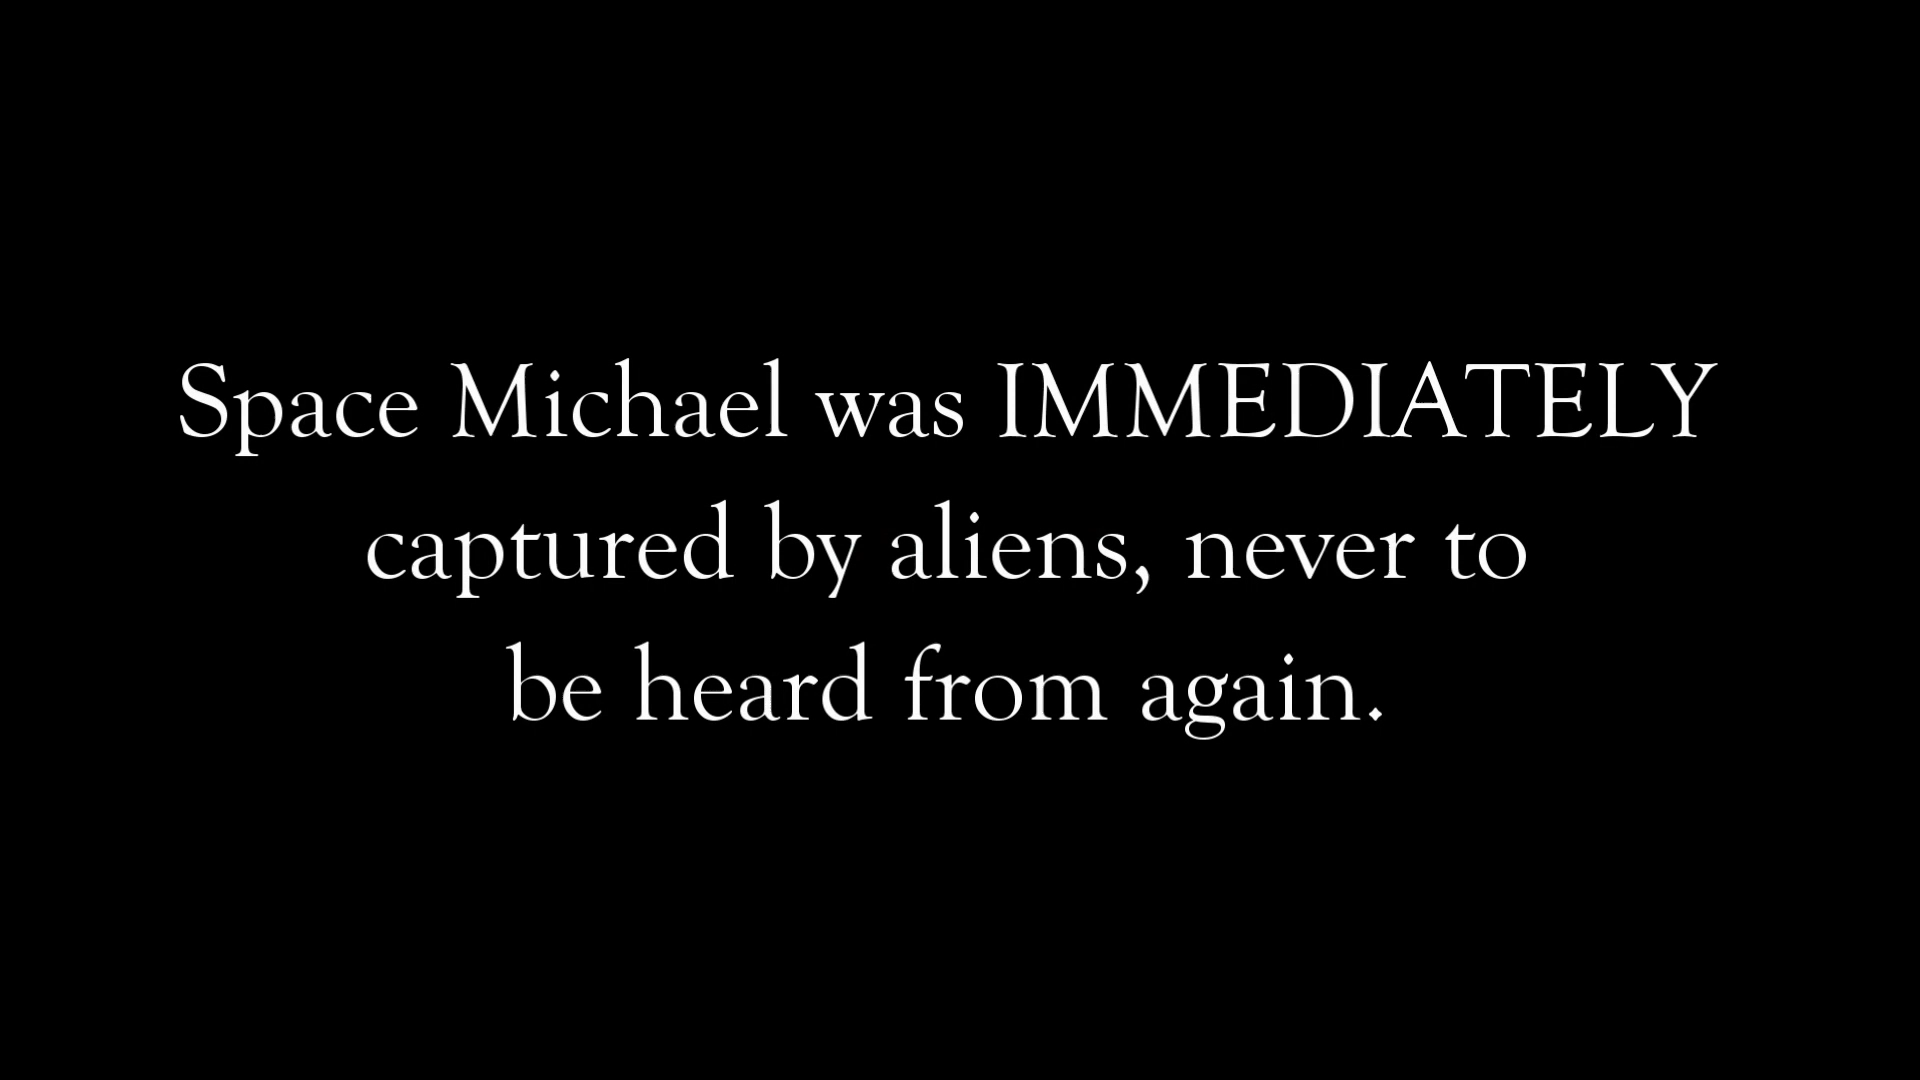 Space Michael was IMMEDIATELY
captured by aliens, never to
be heard from again.